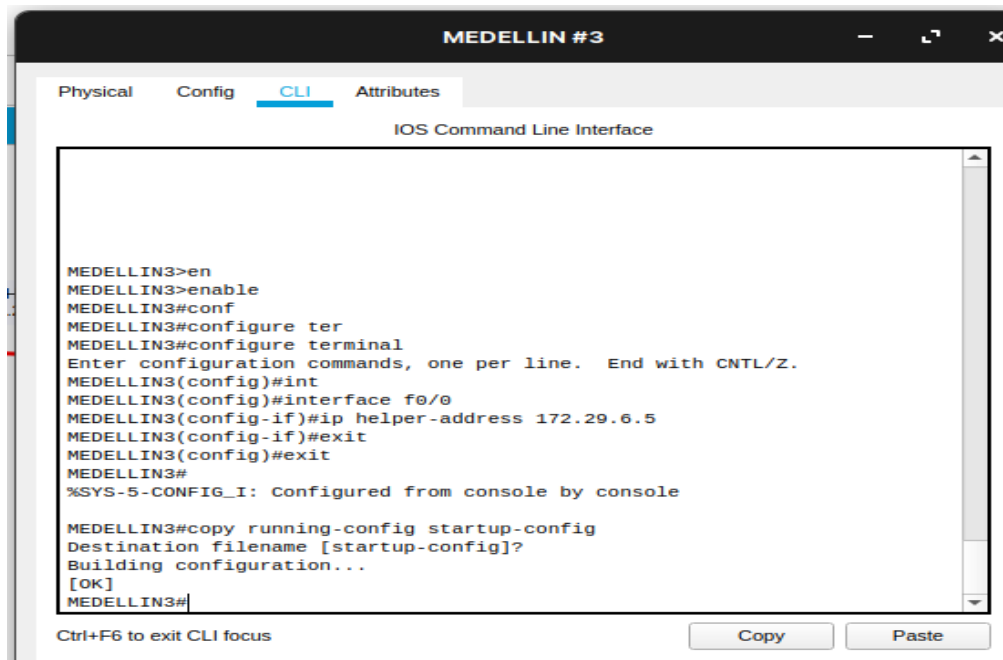 MEDELLIN #3
Physical Config CLI Attributes
IOS Command Line Interface
MEDELLIN3>en
MEDELLIN3>enable
MEDELLIN3#conf
MEDELLIN3#configure ter
MEDELLIN3#configure terminal
Enter configuration commands, one per line.  End with CNTL/Z.
MEDELLIN3(config)#int
MEDELLIN3(config)#interface f0/0
MEDELLIN3(config-if)#ip helper-address 172.29.6.5
MEDELLIN3(config-if)#exit
MEDELLIN3(config)#exit
MEDELLIN3#
%SYS-5-CONFIG_I: Configured from console by console
MEDELLIN3#copy running-config startup-config
Destination filename [startup-config]?
Building configuration...
[OK]
MEDELLIN3#
Ctrl+F6 to exit CLI focus Copy Paste